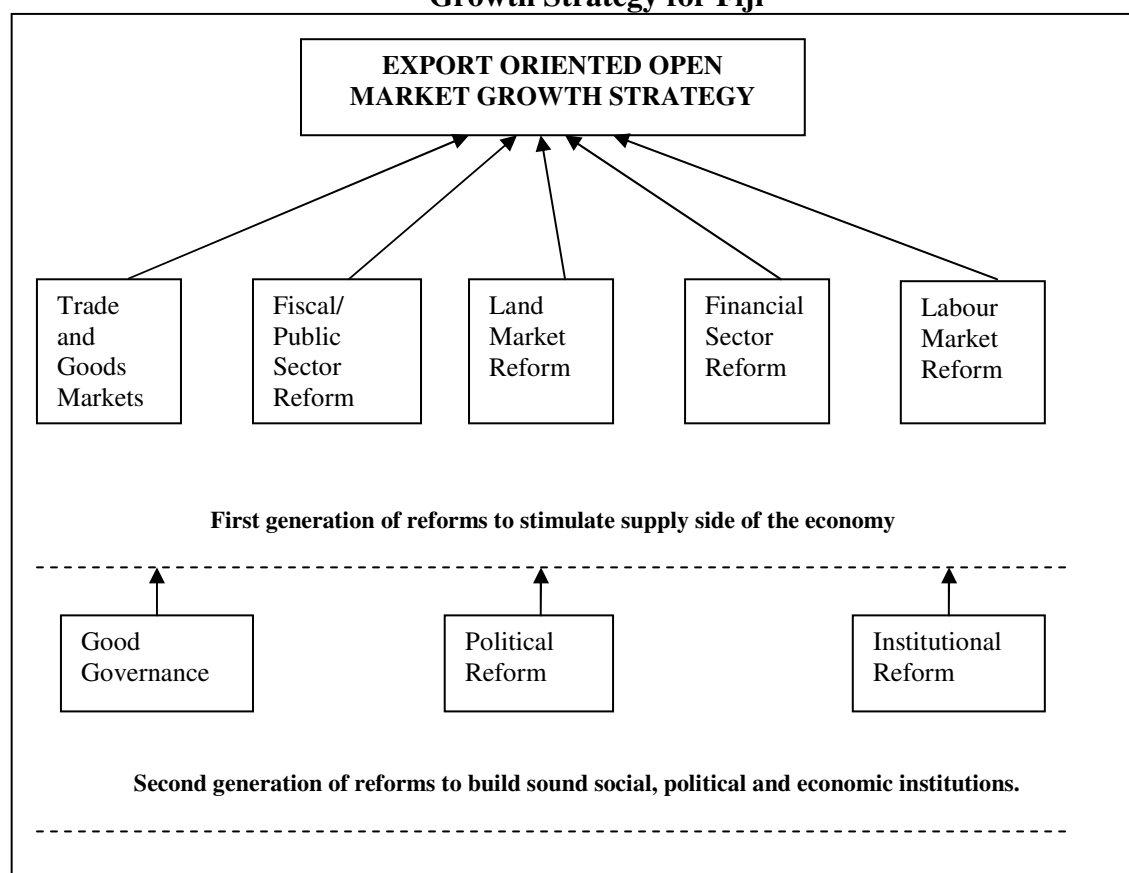 Growth Strategy for Fiji
EXPORT ORIENTED OPEN
MARKET GROWTH STRATEGY
Trade
and
Goods
Markets
Fiscal/
Public
Sector
Reform
Land
Market
Reform
Financial
Sector
Reform
Labour
Market
Reform
First generation of reforms to stimulate supply side of the economy
Good
Governance
Political
Reform
Institutional
Reform
Second generation of reforms to build sound social, political and economic institutions.